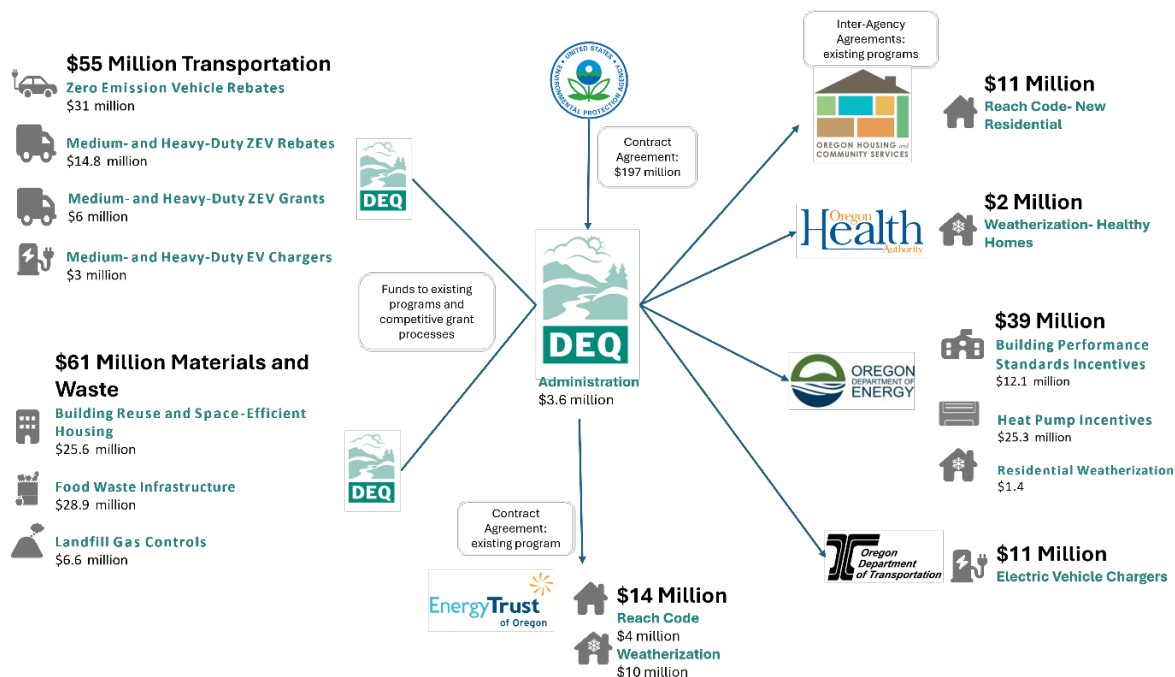 $55 Million Transportation
Zero Emission Vehicle Rebates
$31 million
Medium- and Heavy-Duty ZEV Rebates
$14.8 million
Medium- and Heavy-Duty ZEV Grants
$6 million
Medium- and Heavy-Duty EV Chargers
$3 million
$61 Million Materials and
Waste
Building Reuse and Space-Efficient
Housing
$25.6 million
Food Waste Infrastructure
$28.9 million
Landfill Gas Controls
$6.6 million
DEQ
Funds to existing
programs and
competitive grant
processes
DEQ
UNITED STATES
ENVIRONMENTAL PROTECTION AGENCY
Contract
Agreement:
$197 million
DEQ
Administration
$3.6 million
Contract
Agreement:
existing program
EnergyTrust
of Oregon
$14 Million
Reach Code
$4 million
Weatherization
$10 million
Inter-Agency
Agreements:
existing programs
OREGON HOUSING and
COMMUNITY SERVICES
$11 Million
Reach Code- New
Residential
Oregon
Health
Authority
$2 Million
Weatherization- Healthy
Homes
OREGON
DEPARTMENT OF
ENERGY
$39 Million
Building Performance
Standards Incentives
$12.1 million
Heat Pump Incentives
$25.3 million
Residential Weatherization
$1.4
Oregon
Department
of Transportation
$11 Million
Electric Vehicle Chargers